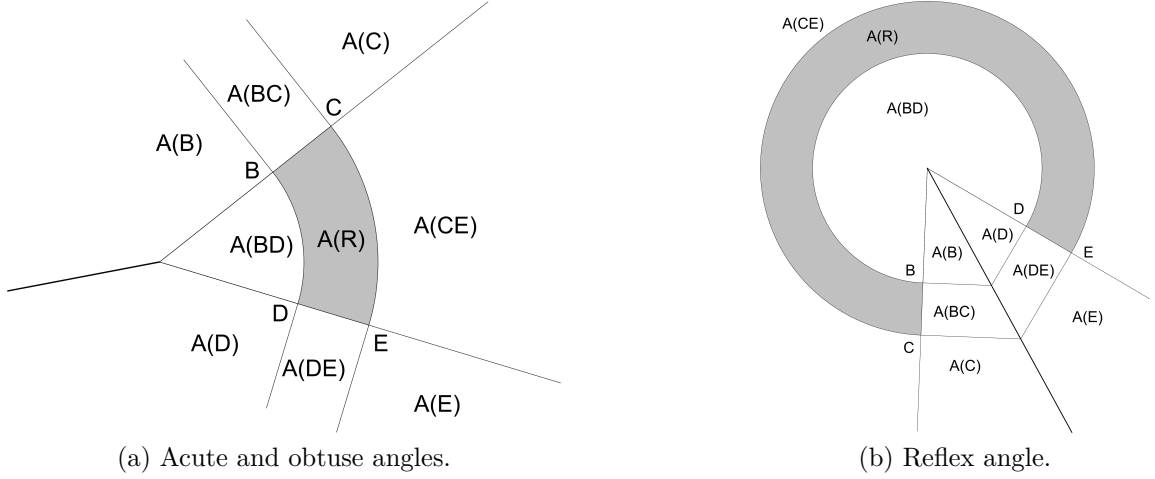 A(C)
A(BC)
C
A(B)
B
A(CE)
A(BD)
A(R)
D
E
A(D)
A(DE)
A(E)
(a) Acute and obtuse angles.
A(CE)
A(R)
A(BD)
D
A(D)
A(B)
E
B
A(DE)
A(BC)
A(E)
C
A(C)
(b) Reflex angle.